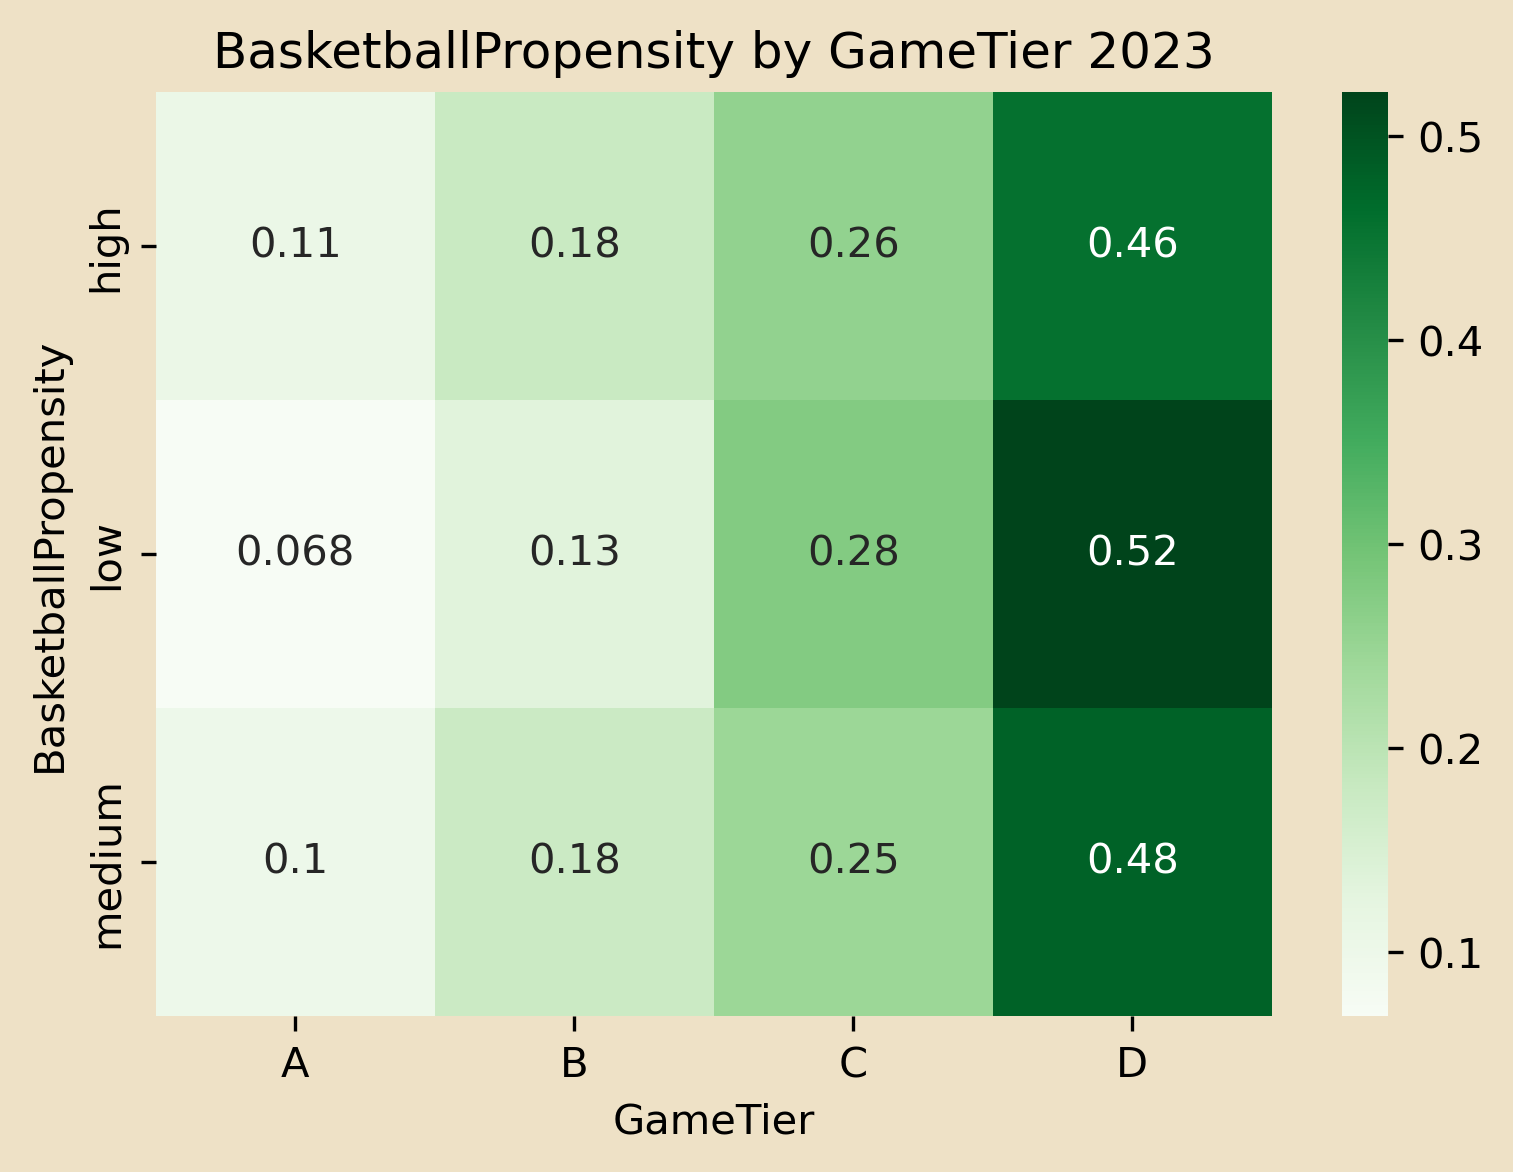 BasketballPropensity by GameTier 2023
BasketballPropensity
high
0.11 0.18 0.26 0.46
low
0.068 0.13 0.28 0.52
medium
0.1 0.18 0.25 0.48
A B C D
GameTier
0.5
0.4
0.3
0.2
0.1